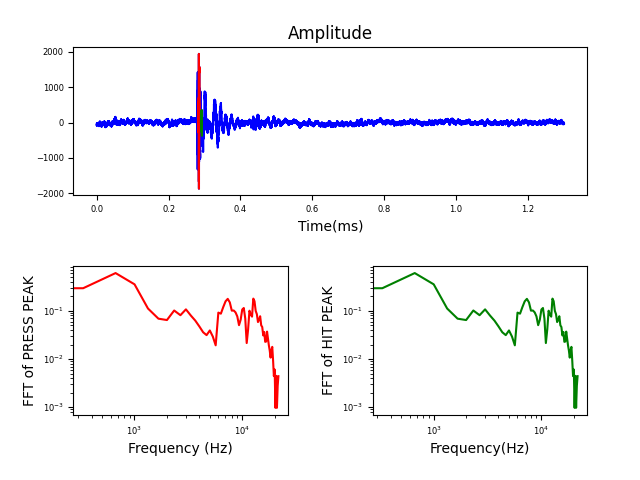 Amplitude
2000
1000
0
−1000
−2000
0.0 0.2 0.4 0.6 0.8 1.0 1.2
Time(ms)
FFT of PRESS PEAK
10⁻¹
10⁻²
10⁻³
10³ 10⁴
Frequency (Hz)
FFT of HIT PEAK
10⁻¹
10⁻²
10⁻³
10³ 10⁴
Frequency(Hz)